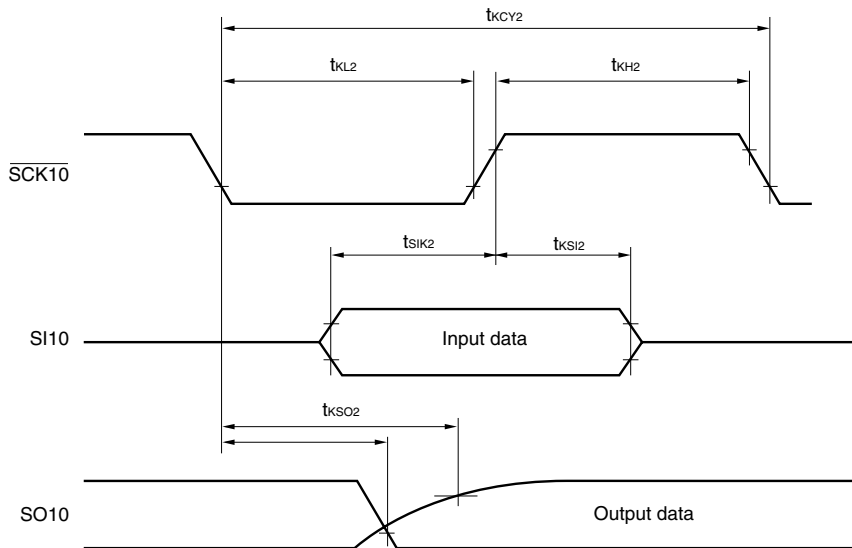 tKCY2
tKL2
tKH2
SCK10
tSIK2
tKSI2
SI10
Input data
tKSO2
SO10
Output data